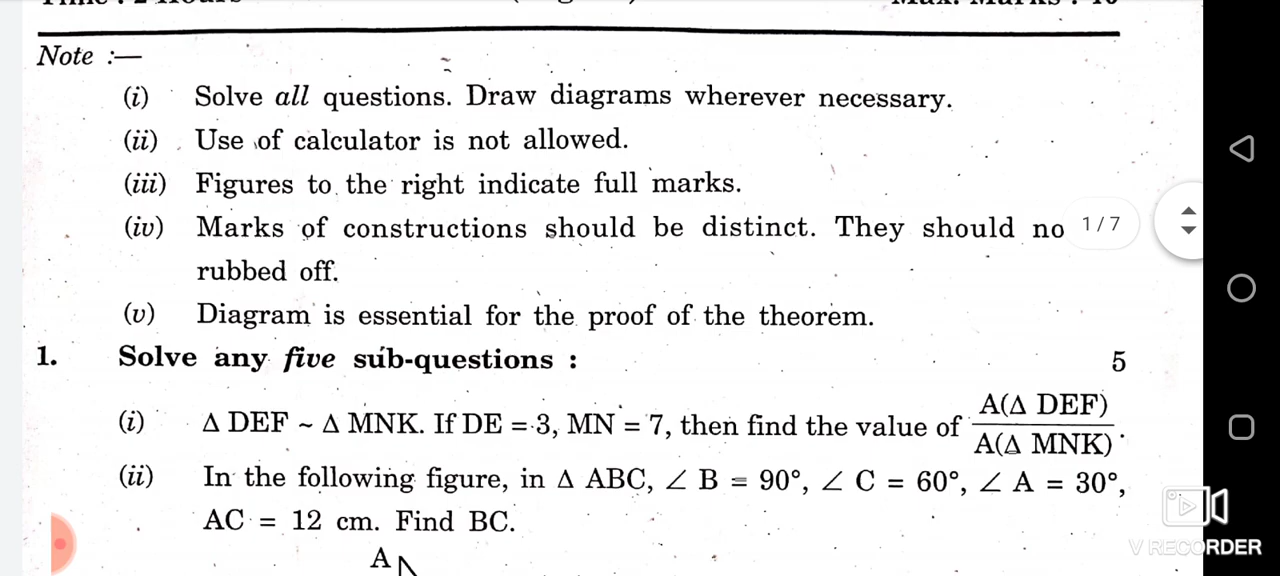 Note :—
(i) Solve all questions. Draw diagrams wherever necessary.
(ii) Use of calculator is not allowed.
(iii) Figures to the right indicate full marks.
(iv) Marks of constructions should be distinct. They should no
1/7
rubbed off.
(v) Diagram is essential for the proof of the theorem.
1. Solve any five sub-questions : 5
(i) Δ DEF ~ Δ MNK. If DE = 3, MN = 7, then find the value of A(Δ DEF) / A(Δ MNK).
(ii) In the following figure, in Δ ABC, ∠ B = 90°, ∠ C = 60°, ∠ A = 30°,
AC = 12 cm. Find BC.
A
V RECORDER